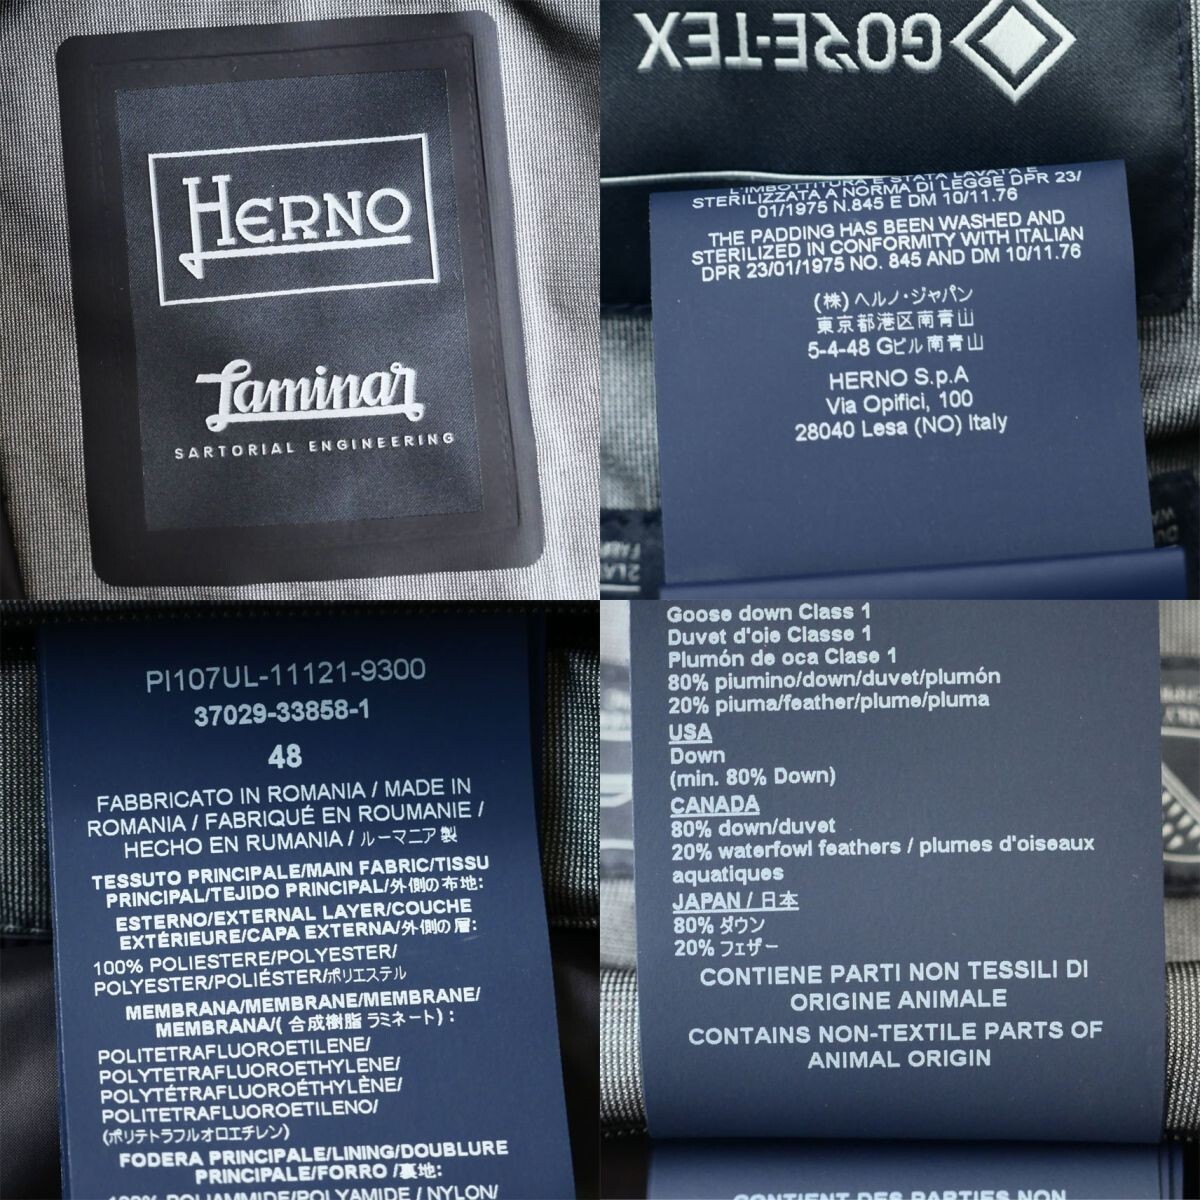 HERNO
Laminar
SARTORIAL ENGINEERING
GORE-TEX
L'IMBOTTITURA È STATA LAVATA E
STERILIZZATA A NORMA DI LEGGE DPR 23/
01/1975 N.845 E DM 10/11.76
THE PADDING HAS BEEN WASHED AND
STERILIZED IN CONFORMITY WITH ITALIAN
DPR 23/01/1975 NO. 845 AND DM 10/11.76
(株) ヘルノ・ジャパン
東京都港区南青山
5-4-48 Gビル南青山
HERNO S.p.A
Via Opifici, 100
28040 Lesa (NO) Italy
PI107UL-11121-9300
37029-33858-1
48
FABBRICATO IN ROMANIA / MADE IN
ROMANIA / FABRIQUÉ EN ROUMANIE /
HECHO EN RUMANIA / ルーマニア製
TESSUTO PRINCIPALE/MAIN FABRIC/TISSU
PRINCIPAL/TEJIDO PRINCIPAL/外側の布地:
ESTERNO/EXTERNAL LAYER/COUCHE
EXTÉRIEURE/CAPA EXTERNA/外側の層:
100% POLIESTERE/POLYESTER/
POLYESTER/POLIÉSTER/ポリエステル
MEMBRANA/MEMBRANE/MEMBRANE/
MEMBRANA/( 合成樹脂 ラミネート) :
POLITETRAFLUOROETILENE/
POLYTETRAFLUOROETHYLENE/
POLYTÉTRAFLUOROÉTHYLÈNE/
POLITETRAFLUOROETILENO/
(ポリテトラフルオロエチレン)
FODERA PRINCIPALE/LINING/DOUBLURE
PRINCIPALE/FORRO /裏地:
100% POLIAMMIDE/POLYAMIDE / NYLON/
Goose down Class 1
Duvet d'oie Classe 1
Plumón de oca Clase 1
80% piumino/down/duvet/plumón
20% piuma/feather/plume/pluma
USA
Down
(min. 80% Down)
CANADA
80% down/duvet
20% waterfowl feathers / plumes d'oiseaux
aquatiques
JAPAN / 日本
80% ダウン
20% フェザー
CONTIENE PARTI NON TESSILI DI
ORIGINE ANIMALE
CONTAINS NON-TEXTILE PARTS OF
ANIMAL ORIGIN
CONTIENT DES PARTIES NON